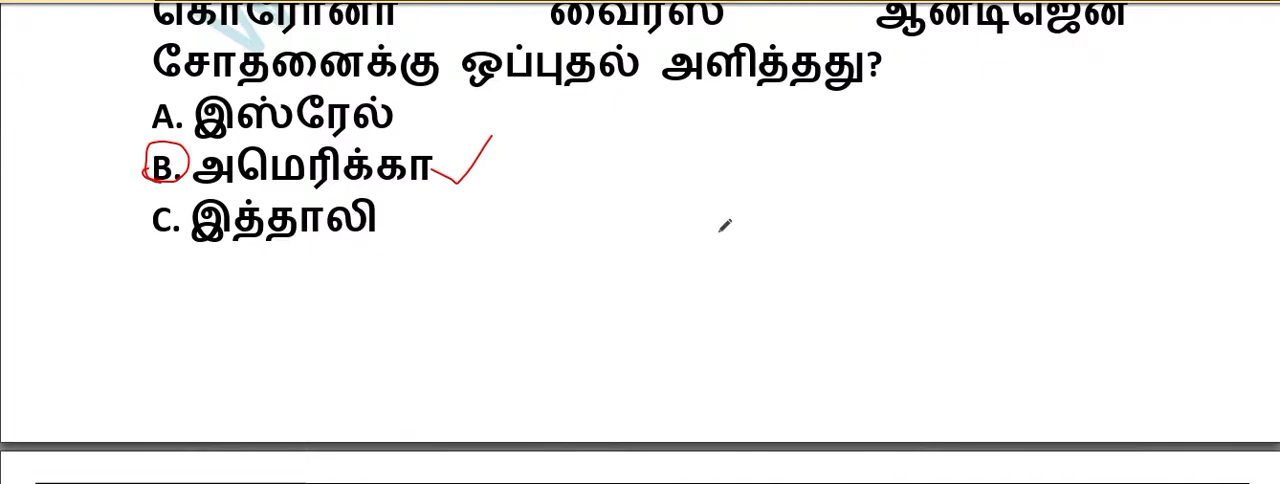 கொரோனா வைரஸ் ஆன்டிஜென்
சோதனைக்கு ஒப்புதல் அளித்தது?
A. இஸ்ரேல்
B. அமெரிக்கா
C. இத்தாலி